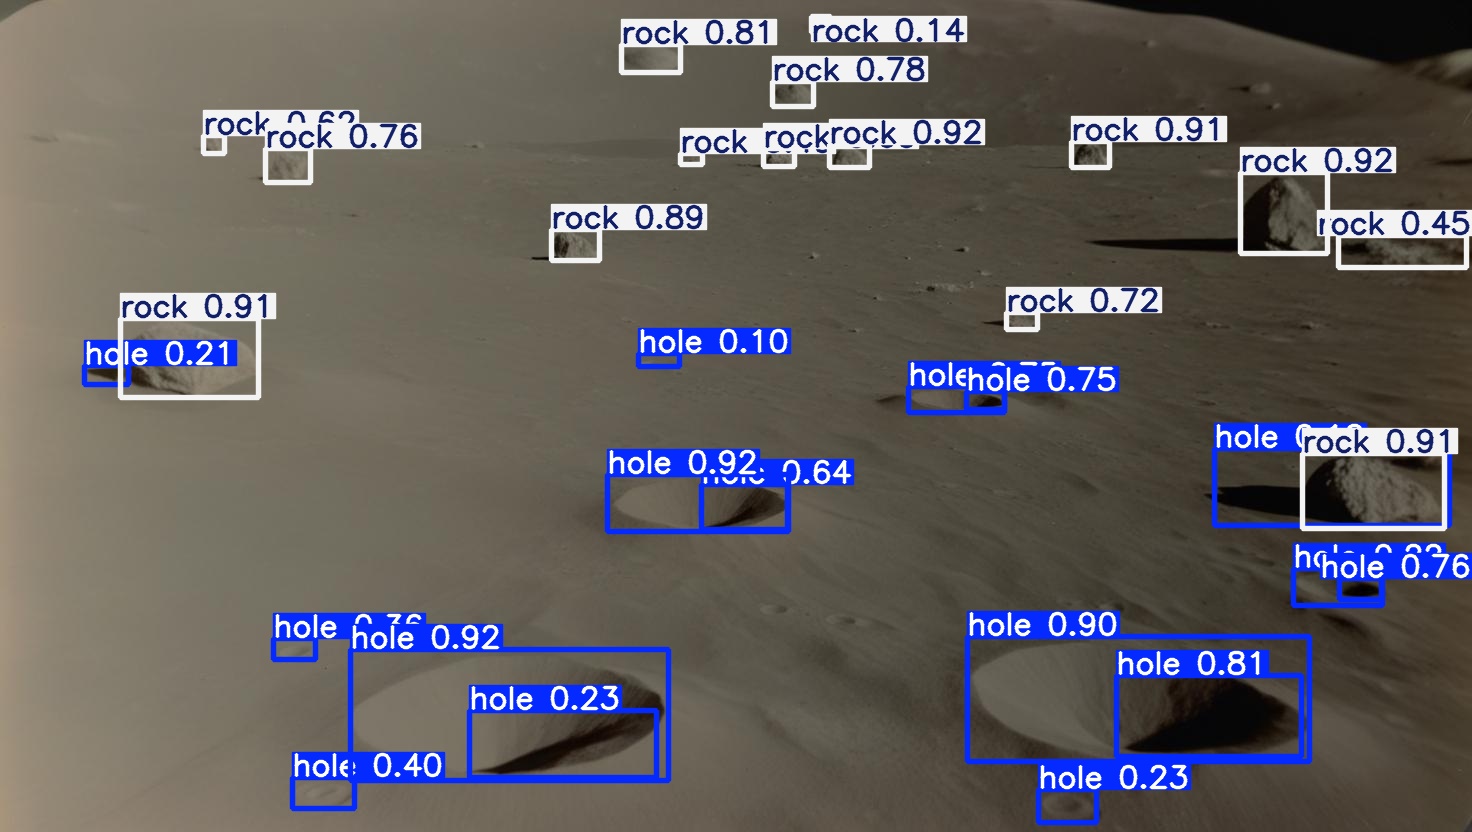 rock 0.81
rock 0.14
rock 0.78
rock
rock 0.76
rock
rock
rock 0.92
rock 0.91
rock 0.92
rock 0.89
rock 0.45
rock 0.91
rock 0.72
hole 0.21
hole 0.10
hole
hole 0.75
hole
rock 0.91
hole 0.92
0.64
hole 0.76
hole
hole 0.92
hole 0.90
hole 0.81
hole 0.23
hole 0.40
hole 0.23